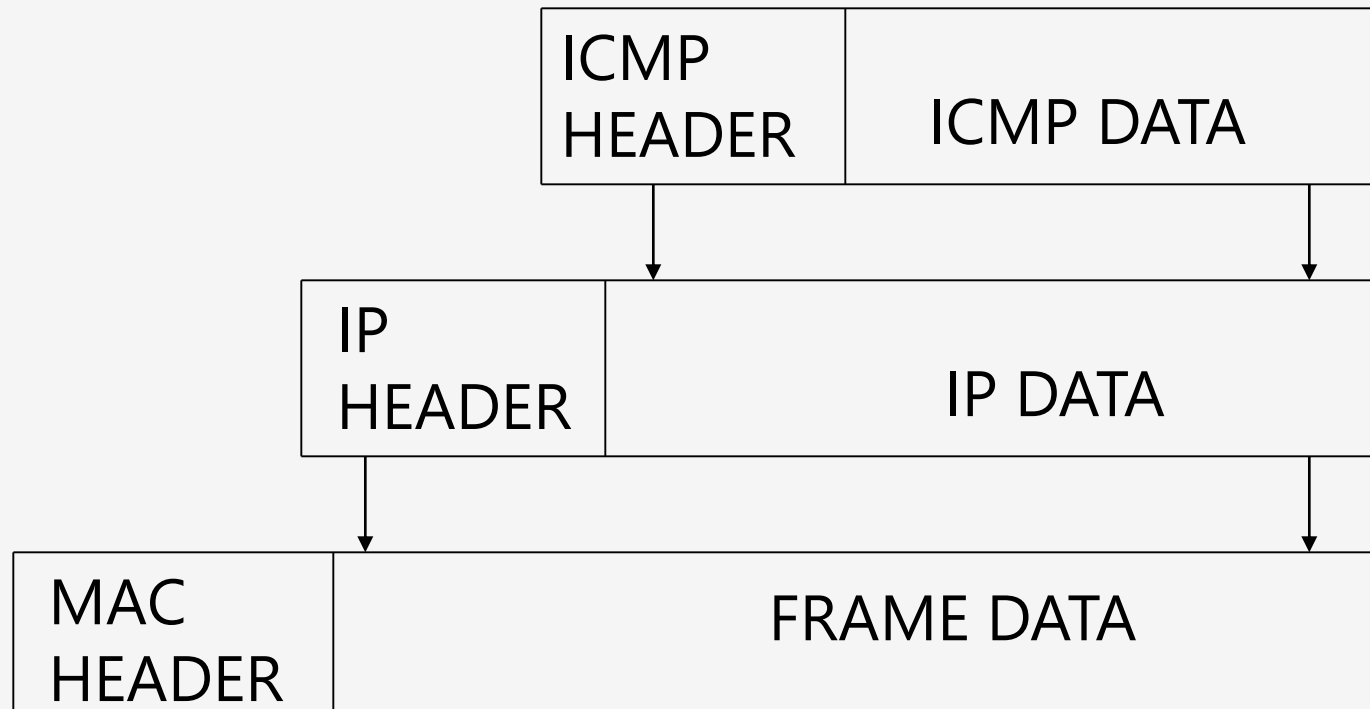 ICMP
HEADER
ICMP DATA
IP
HEADER
IP DATA
MAC
HEADER
FRAME DATA